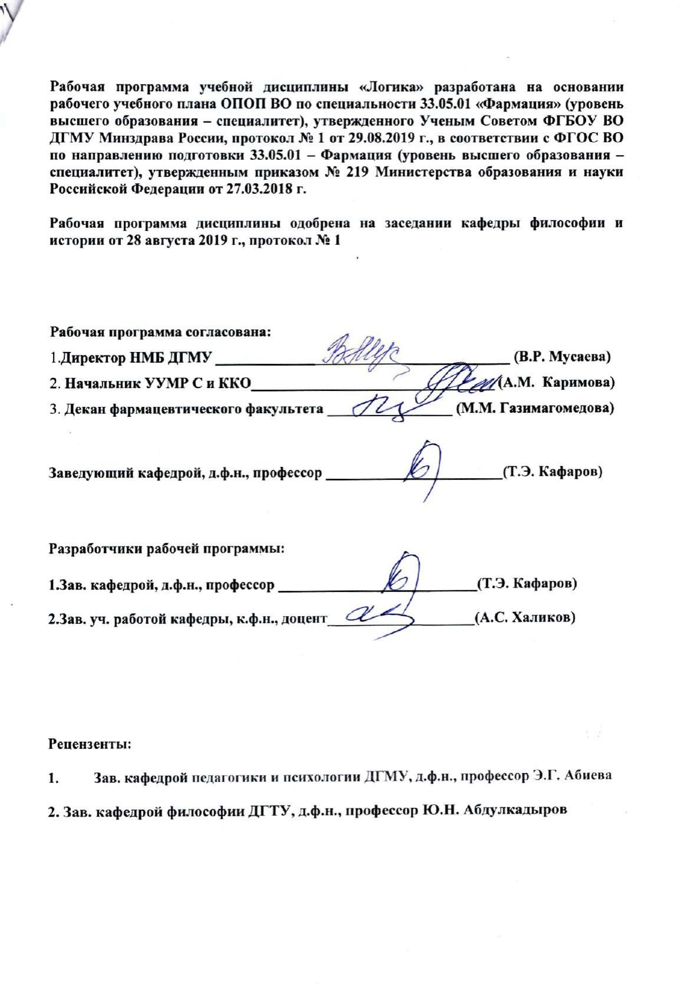 Рабочая программа учебной дисциплины «Логика» разработана на основании
рабочего учебного плана ОПОП ВО по специальности 33.05.01 «Фармация» (уровень
высшего образования – специалитет), утвержденного Ученым Советом ФГБОУ ВО
ДГМУ Минздрава России, протокол № 1 от 29.08.2019 г., в соответствии с ФГОС ВО
по направлению подготовки 33.05.01 – Фармация (уровень высшего образования –
специалитет), утвержденным приказом № 219 Министерства образования и науки
Российской Федерации от 27.03.2018 г.
Рабочая программа дисциплины одобрена на заседании кафедры философии и
истории от 28 августа 2019 г., протокол № 1
Рабочая программа согласована:
1.Директор НМБ ДГМУ (В.Р. Мусаева)
2. Начальник УУМР С и ККО (А.М. Каримова)
3. Декан фармацевтического факультета (М.М. Газимагомедова)
Заведующий кафедрой, д.ф.н., профессор (Т.Э. Кафаров)
Разработчики рабочей программы:
1.Зав. кафедрой, д.ф.н., профессор (Т.Э. Кафаров)
2.Зав. уч. работой кафедры, к.ф.н., доцент (А.С. Халиков)
Рецензенты:
1. Зав. кафедрой педагогики и психологии ДГМУ, д.ф.н., профессор Э.Г. Абиева
2. Зав. кафедрой философии ДГТУ, д.ф.н., профессор Ю.Н. Абдулкадыров